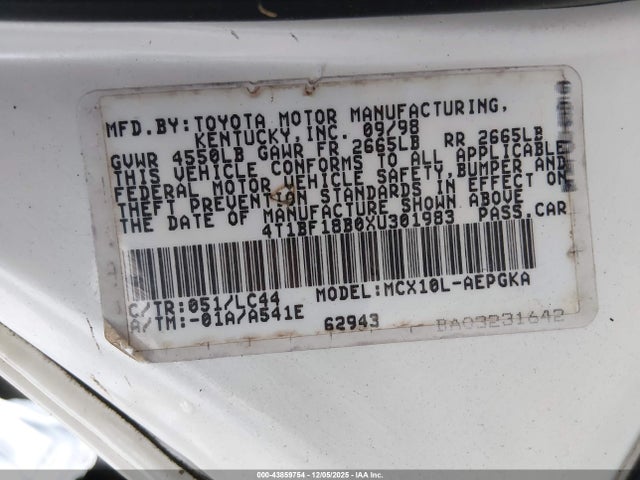 MFD.BY:TOYOTA MOTOR MANUFACTURING,
KENTUCKY,INC. 09/98
GVWR 4550LB GAWR FR 2665LB RR 2665LB
THIS VEHICLE CONFORMS TO ALL APPLICABLE
FEDERAL MOTOR VEHICLE SAFETY,BUMPER AND
THEFT PREVENTION STANDARDS IN EFFECT ON
THE DATE OF MANUFACTURE SHOWN ABOVE
4T1BF18B0XU301983 PASS.CAR
C/TR:051/LC44 MODEL:MCX10L-AEPGKA
A/TM:-01A/A541E 62943
BA03231642
000-43859754 12/05/2025 IAA, Inc.